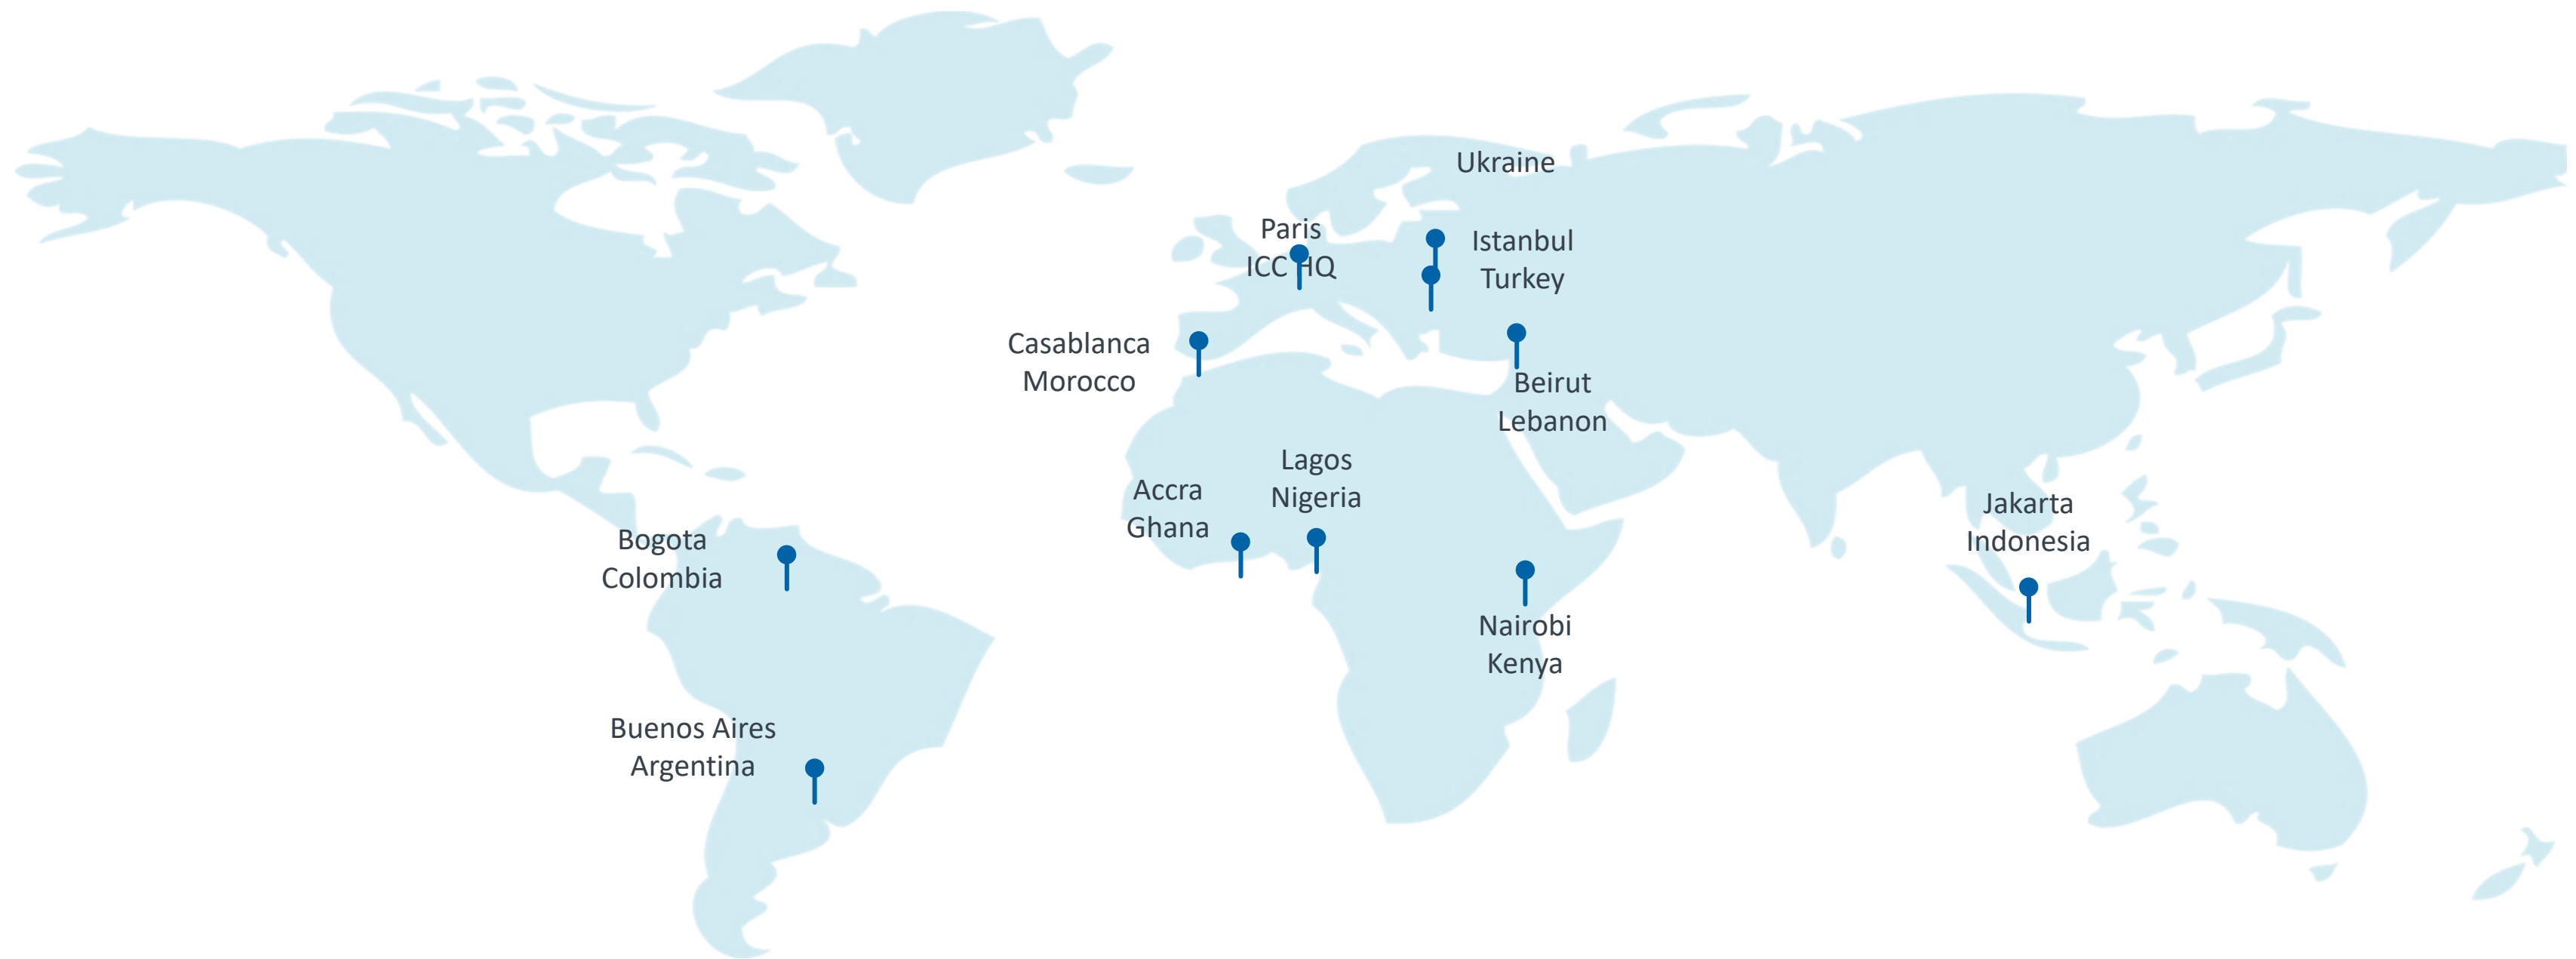 Ukraine
Paris
ICC HQ
Istanbul
Turkey
Casablanca
Morocco
Beirut
Lebanon
Lagos
Nigeria
Accra
Ghana
Jakarta
Indonesia
Bogota
Colombia
Nairobi
Kenya
Buenos Aires
Argentina